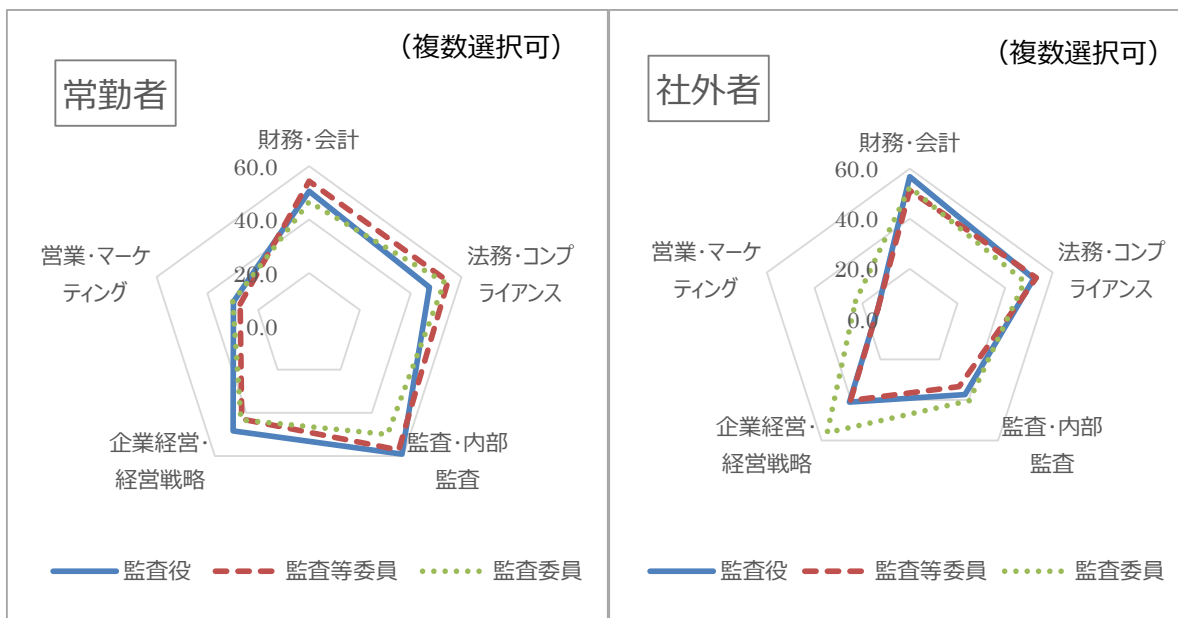 （複数選択可）
常勤者
財務・会計
60.0
40.0
20.0
0.0
営業・マーケ
ティング
法務・コンプ
ライアンス
企業経営・
経営戦略
監査・内部
監査
監査役
監査等委員
監査委員
（複数選択可）
社外者
財務・会計
60.0
40.0
20.0
0.0
営業・マーケ
ティング
法務・コンプ
ライアンス
企業経営・
経営戦略
監査・内部
監査
監査役
監査等委員
監査委員